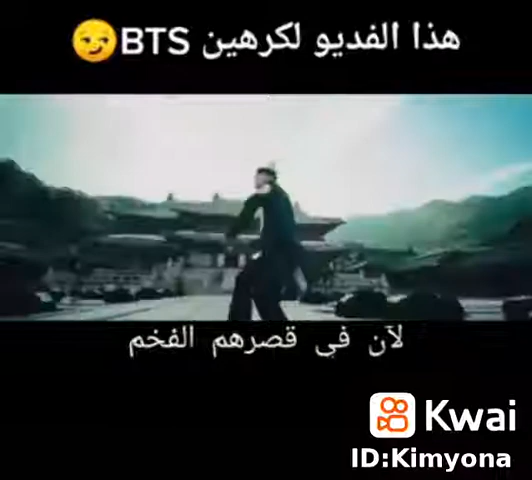 هذا الفديو لكرهين BTS😏
لآن في قصرهم الفخم
Kwai
ID:Kimyona